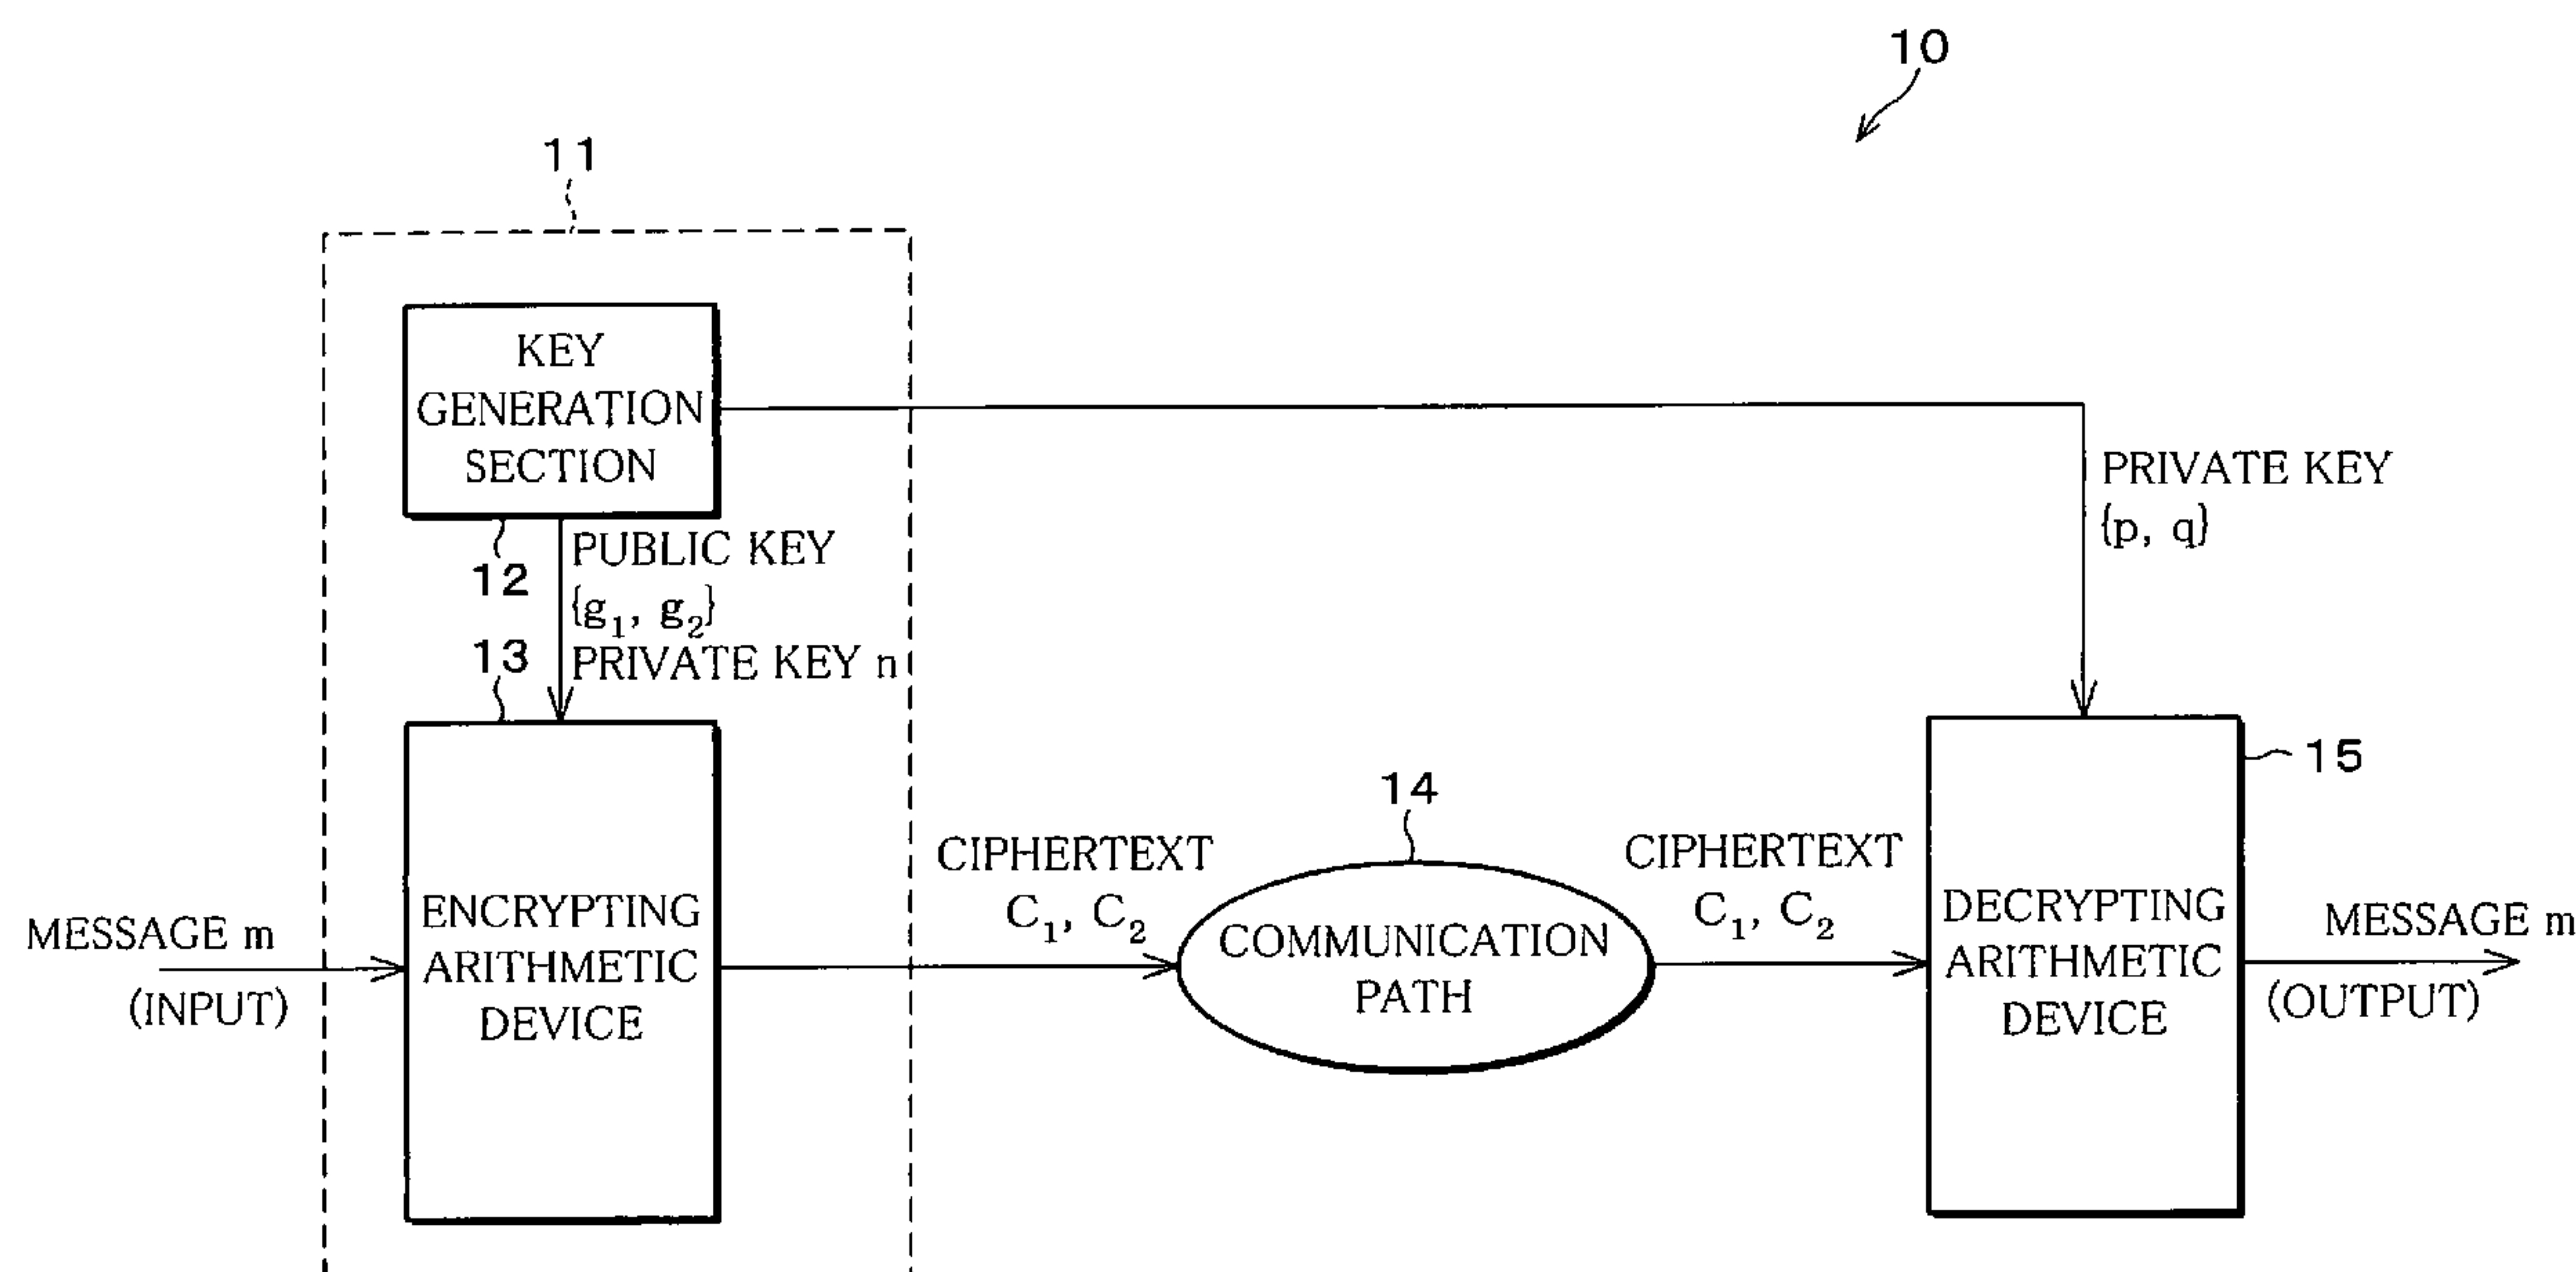 10
11
KEY
GENERATION
SECTION
12
PUBLIC KEY
{g₁, g₂}
PRIVATE KEY n
13
PRIVATE KEY
{p, q}
MESSAGE m
(INPUT)
ENCRYPTING
ARITHMETIC
DEVICE
CIPHERTEXT
C₁, C₂
14
COMMUNICATION
PATH
CIPHERTEXT
C₁, C₂
15
DECRYPTING
ARITHMETIC
DEVICE
MESSAGE m
(OUTPUT)